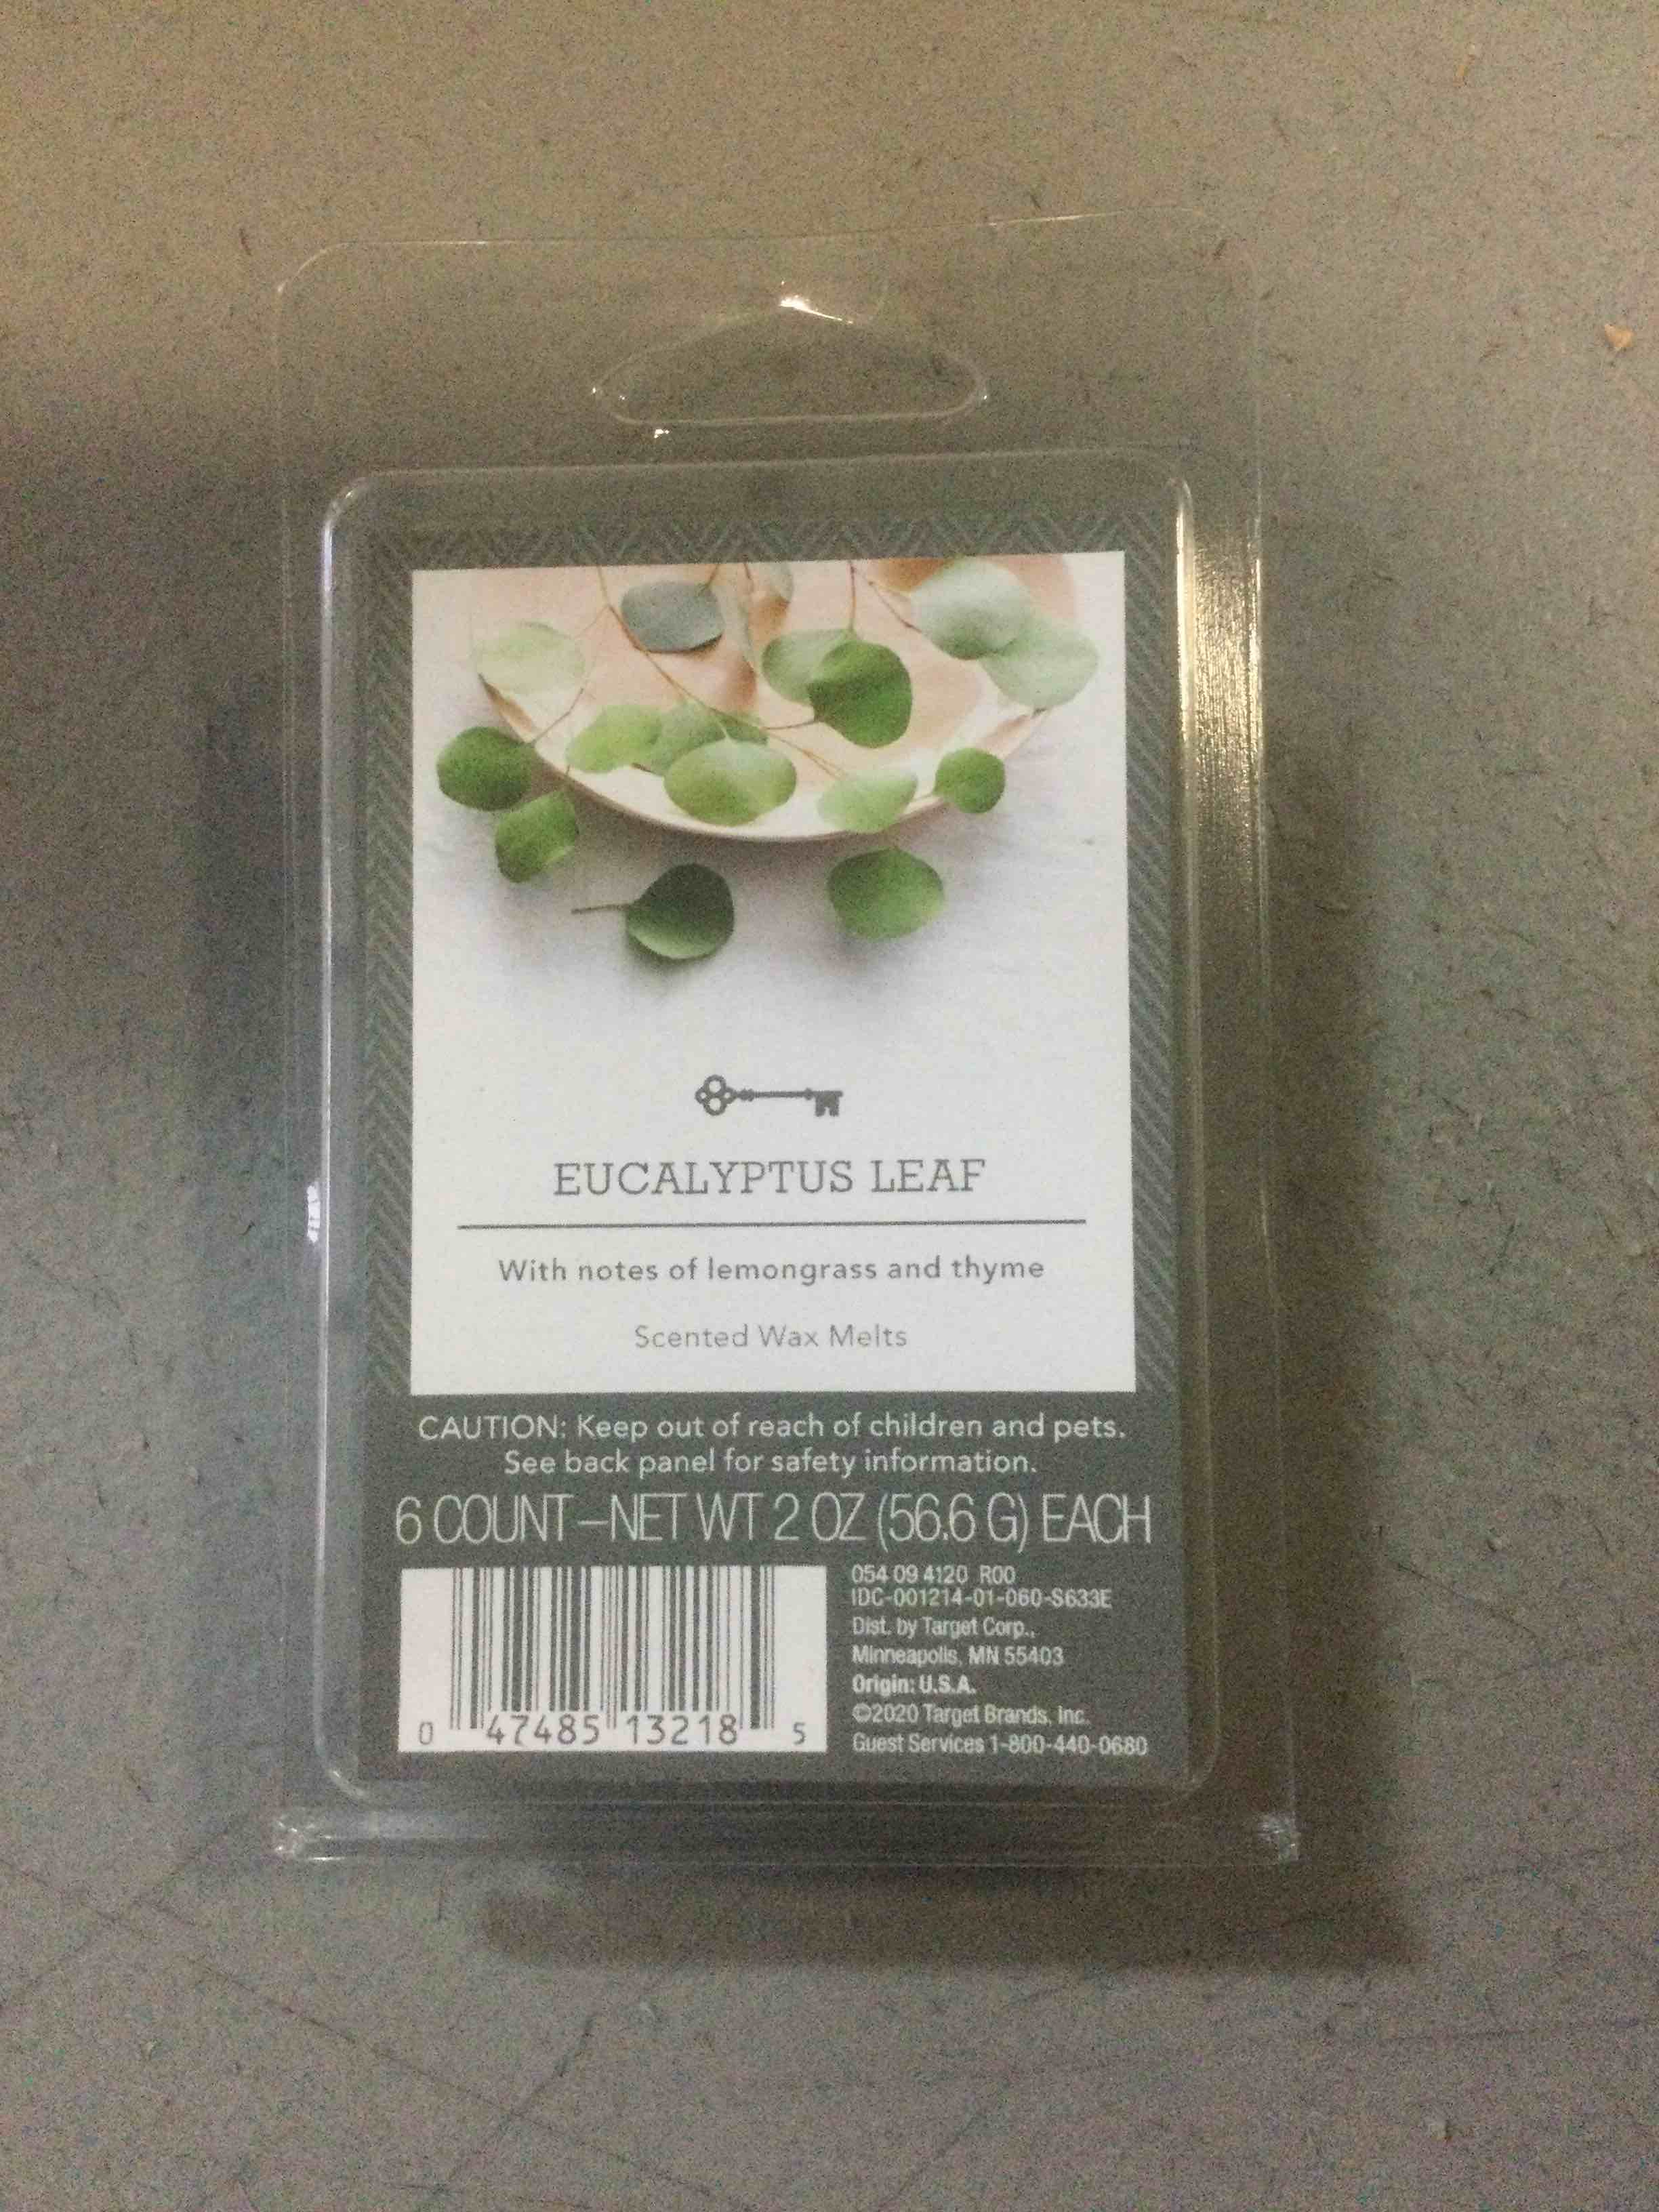 EUCALYPTUS LEAF
With notes of lemongrass and thyme
Scented Wax Melts
CAUTION: Keep out of reach of children and pets.
See back panel for safety information.
6 COUNT–NET WT 2 OZ (56.6 G) EACH
054 09 4120 R00
IDC-001214-01-060-S633E
Dist. by Target Corp.,
Minneapolis, MN 55403
Origin: U.S.A.
©2020 Target Brands, Inc.
Guest Services 1-800-440-0680
0 47485 13218 5